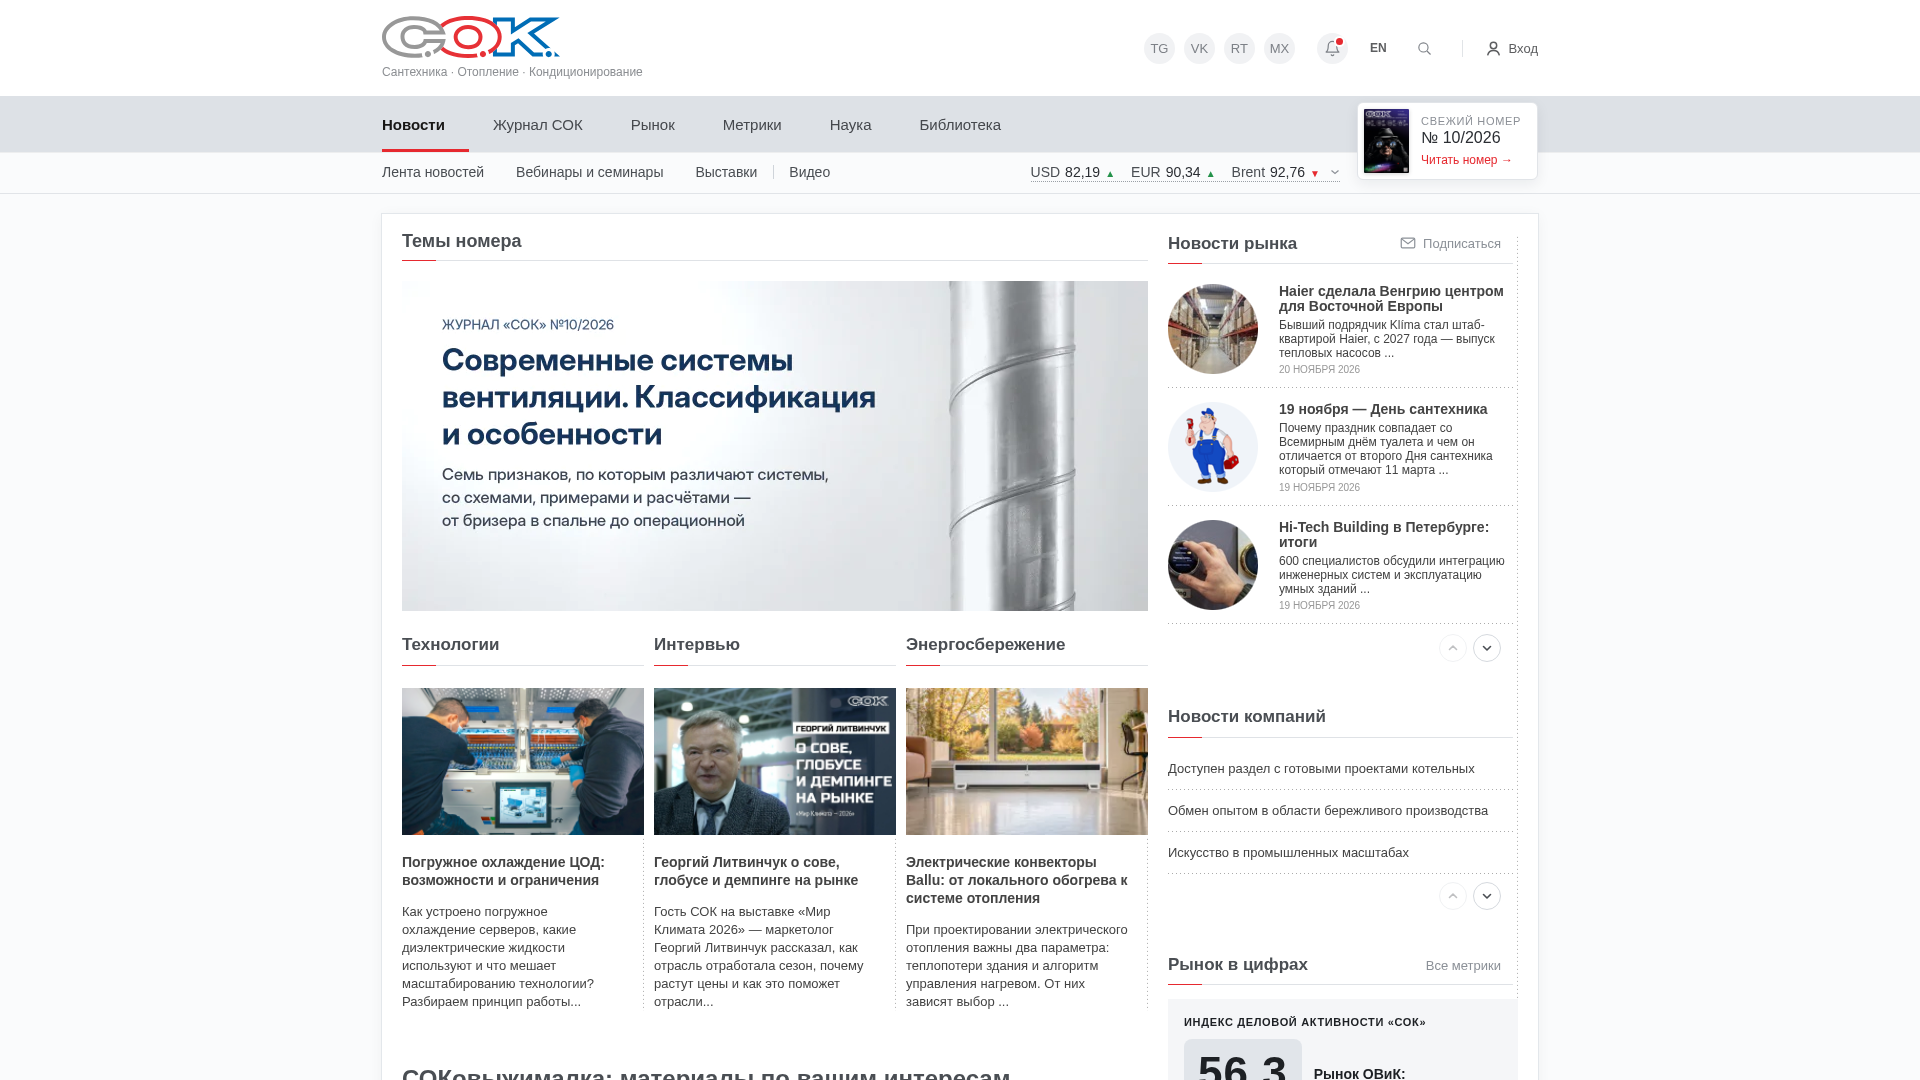 С.О.К.
Сантехника · Отопление · Кондиционирование
TG
VK
RT
MX
EN
Вход
Новости
Журнал СОК
Рынок
Метрики
Наука
Библиотека
СВЕЖИЙ НОМЕР
№ 10/2026
Читать номер →
Лента новостей
Вебинары и семинары
Выставки
Видео
USD 82,19 ▲
EUR 90,34 ▲
Brent 92,76 ▼
Темы номера
ЖУРНАЛ «СОК» №10/2026
Современные системы
вентиляции. Классификация
и особенности
Семь признаков, по которым различают системы,
со схемами, примерами и расчётами —
от бризера в спальне до операционной
Технологии
Погружное охлаждение ЦОД:
возможности и ограничения
Как устроено погружное
охлаждение серверов, какие
диэлектрические жидкости
используют и что мешает
масштабированию технологии?
Разбираем принцип работы...
Интервью
СОК
ГЕОРГИЙ ЛИТВИНЧУК
О СОВЕ,
ГЛОБУСЕ
И ДЕМПИНГЕ
НА РЫНКЕ
«Мир Климата – 2026»
Георгий Литвинчук о сове,
глобусе и демпинге на рынке
Гость СОК на выставке «Мир
Климата 2026» — маркетолог
Георгий Литвинчук рассказал, как
отрасль отработала сезон, почему
растут цены и как это поможет
отрасли...
Энергосбережение
Электрические конвекторы
Ballu: от локального обогрева к
системе отопления
При проектировании электрического
отопления важны два параметра:
теплопотери здания и алгоритм
управления нагревом. От них
зависят выбор ...
СОКовыжималка: материалы по вашим интересам
Новости рынка
Подписаться
Haier сделала Венгрию центром
для Восточной Европы
Бывший подрядчик Klíma стал штаб-
квартирой Haier, с 2027 года — выпуск
тепловых насосов ...
20 НОЯБРЯ 2026
19 ноября — День сантехника
Почему праздник совпадает со
Всемирным днём туалета и чем он
отличается от второго Дня сантехника
который отмечают 11 марта ...
19 НОЯБРЯ 2026
Hi-Tech Building в Петербурге:
итоги
600 специалистов обсудили интеграцию
инженерных систем и эксплуатацию
умных зданий ...
19 НОЯБРЯ 2026
Новости компаний
Доступен раздел с готовыми проектами котельных
Обмен опытом в области бережливого производства
Искусство в промышленных масштабах
Рынок в цифрах
Все метрики
ИНДЕКС ДЕЛОВОЙ АКТИВНОСТИ «СОК»
56,3
Рынок ОВиК: